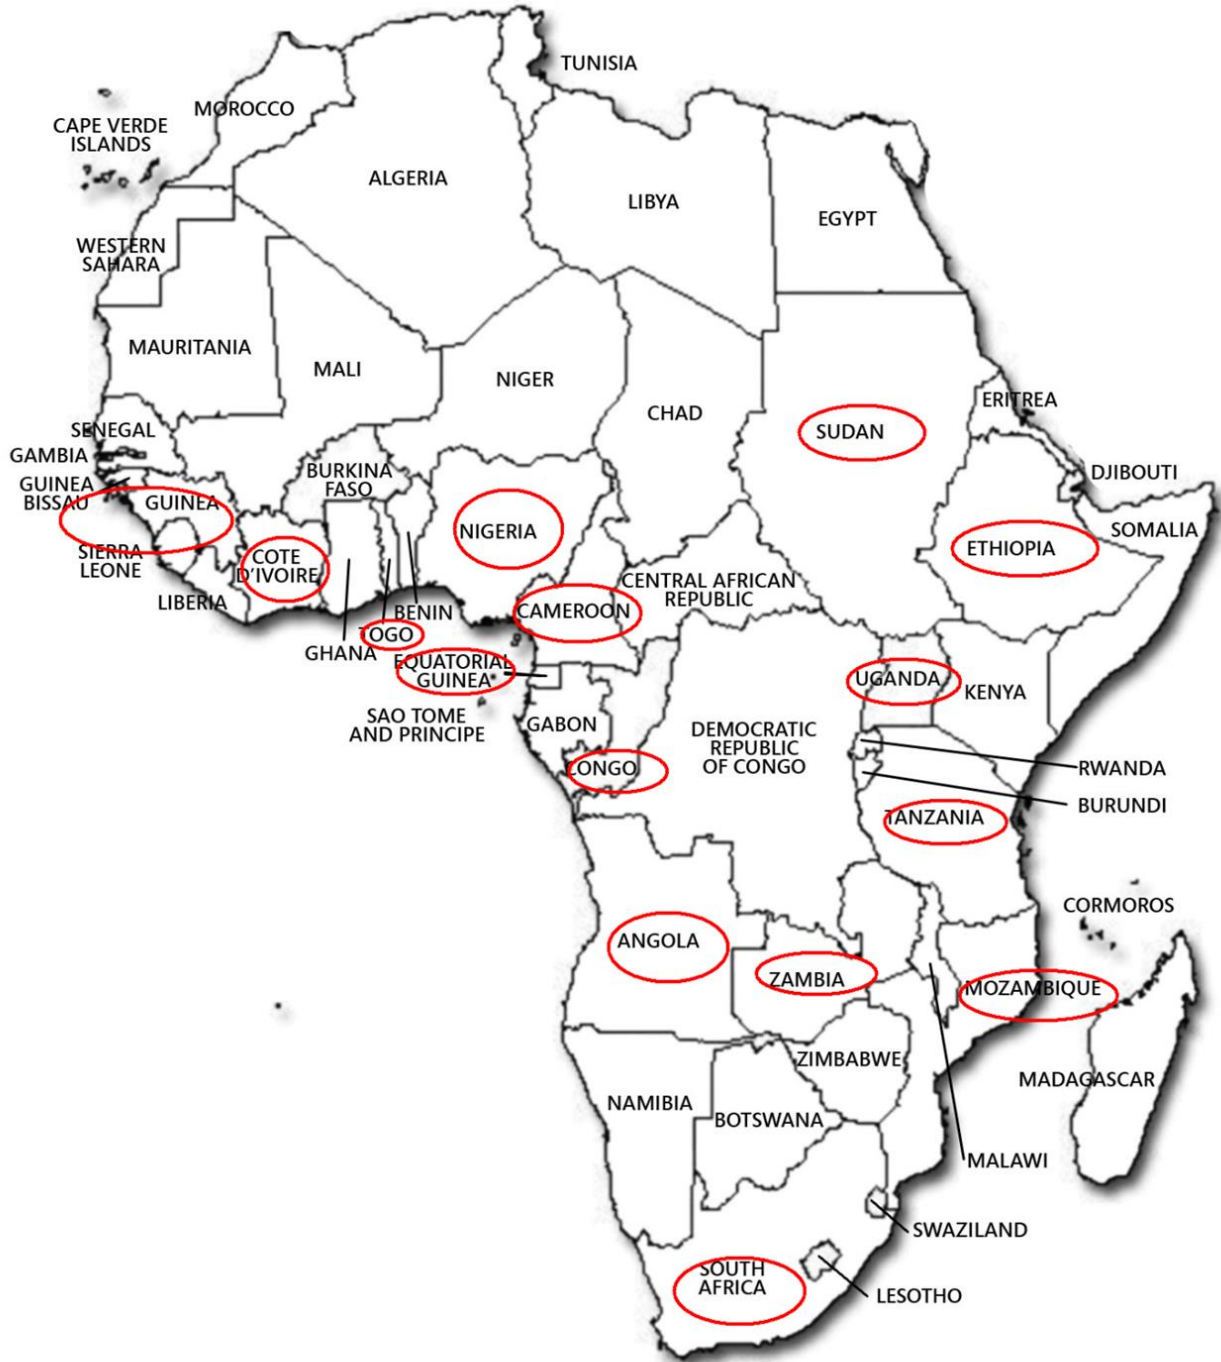 TUNISIA
MOROCCO
CAPE VERDE
ISLANDS
ALGERIA
LIBYA
EGYPT
WESTERN
SAHARA
MAURITANIA
MALI
NIGER
CHAD
ERITREA
SUDAN
SENEGAL
GAMBIA
GUINEA
BISSAU
BURKINA
FASO
DJIBOUTI
GUINEA
NIGERIA
SOMALIA
ETHIOPIA
SIERRA
LEONE
COTE
D'IVOIRE
CENTRAL AFRICAN
REPUBLIC
LIBERIA
BENIN
CAMEROON
TOGO
GHANA
EQUATORIAL
GUINEA
UGANDA
KENYA
SAO TOME
AND PRINCIPE
GABON
DEMOCRATIC
REPUBLIC
OF CONGO
CONGO
RWANDA
BURUNDI
TANZANIA
CORMOROS
ANGOLA
ZAMBIA
MOZAMBIQUE
ZIMBABWE
MADAGASCAR
NAMIBIA
BOTSWANA
MALAWI
SWAZILAND
SOUTH
AFRICA
LESOTHO